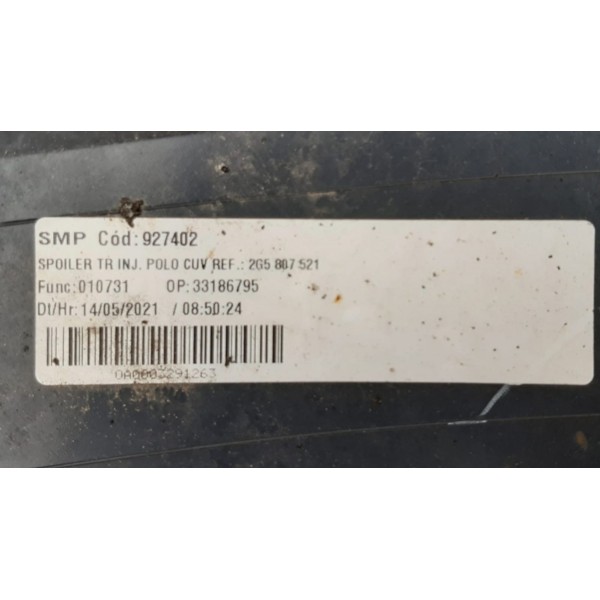 SMP Cód: 927402
SPOILER TR INJ. POLO CUV REF.: 2G5 807 521
Func: 010731 OP: 33186795
Dt/Hr: 14/05/2021 / 08:50:24
0A0003291263